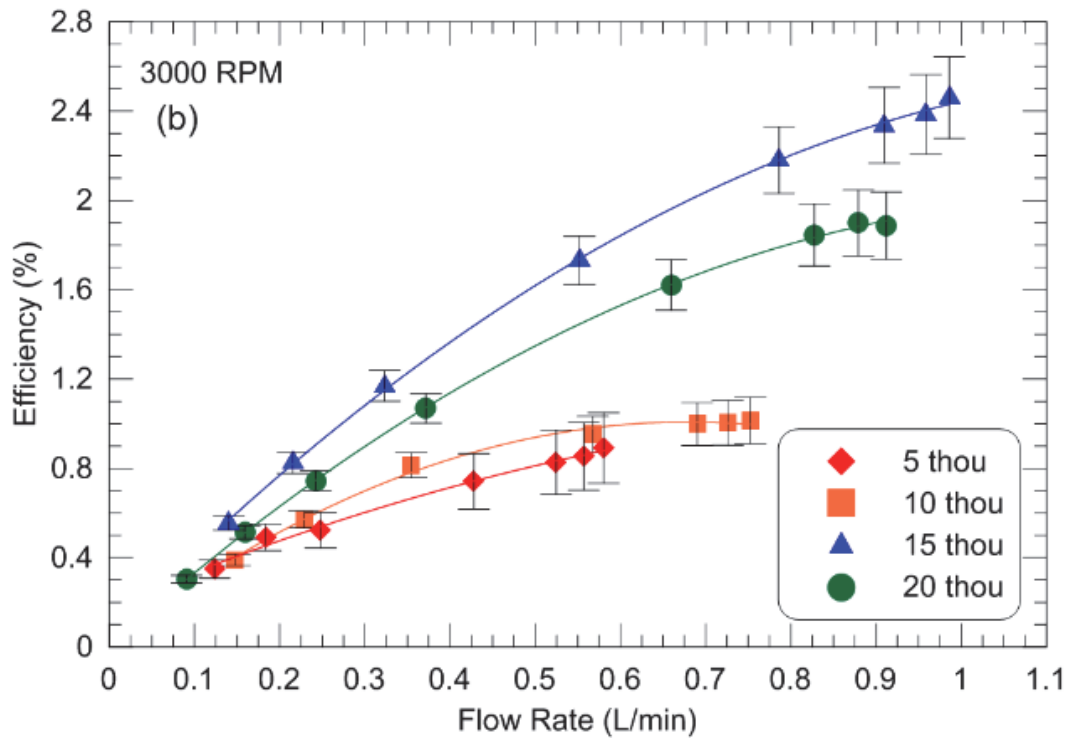 2.8
2.4
2
1.6
1.2
0.8
0.4
0
3000 RPM
(b)
Efficiency (%)
5 thou
10 thou
15 thou
20 thou
0 0.1 0.2 0.3 0.4 0.5 0.6 0.7 0.8 0.9 1 1.1
Flow Rate (L/min)